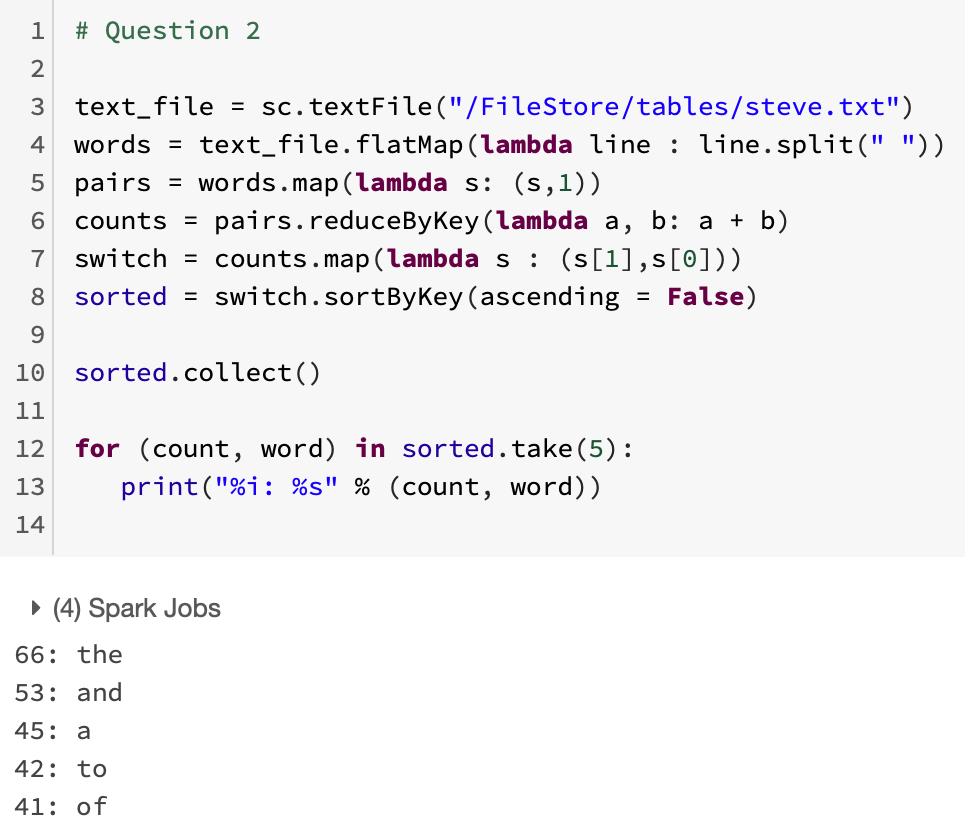 1 # Question 2
2
3 text_file = sc.textFile("/FileStore/tables/steve.txt")
4 words = text_file.flatMap(lambda line : line.split(" "))
5 pairs = words.map(lambda s: (s,1))
6 counts = pairs.reduceByKey(lambda a, b: a + b)
7 switch = counts.map(lambda s : (s[1],s[0]))
8 sorted = switch.sortByKey(ascending = False)
9
10 sorted.collect()
11
12 for (count, word) in sorted.take(5):
13    print("%i: %s" % (count, word))
14
(4) Spark Jobs
66: the
53: and
45: a
42: to
41: of